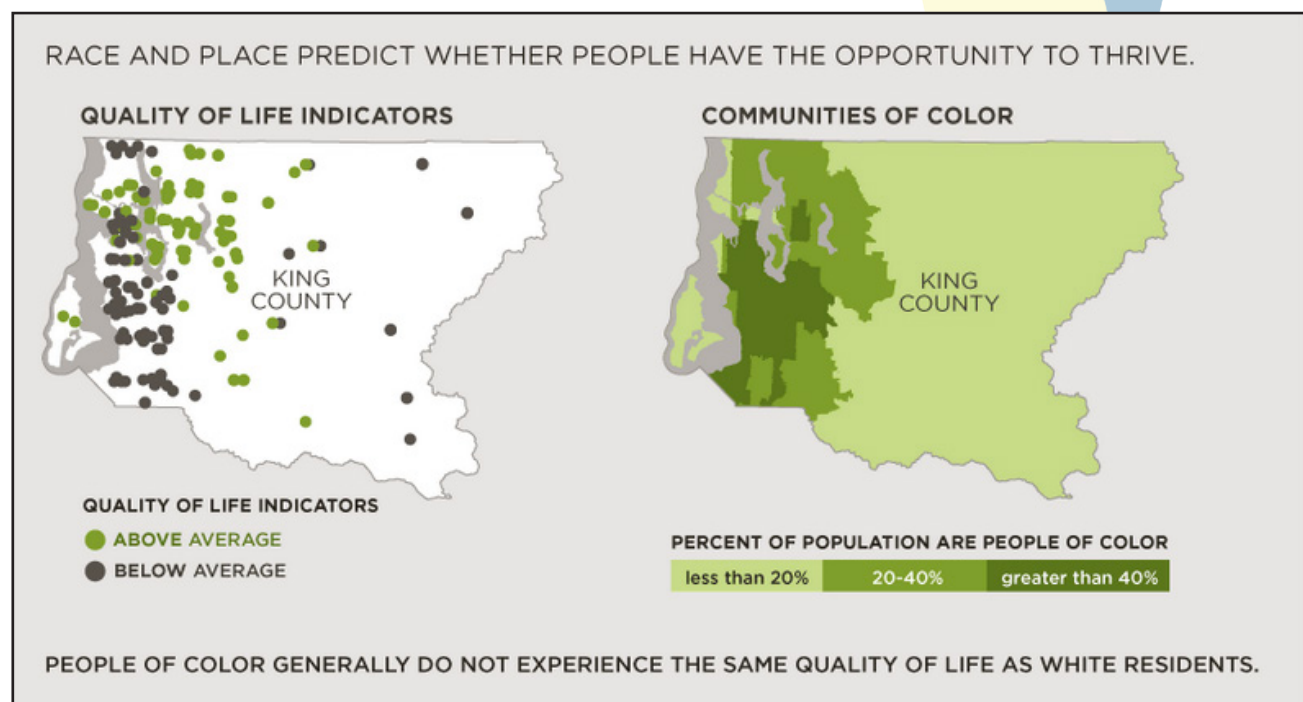 RACE AND PLACE PREDICT WHETHER PEOPLE HAVE THE OPPORTUNITY TO THRIVE.
QUALITY OF LIFE INDICATORS
KING
COUNTY
QUALITY OF LIFE INDICATORS
ABOVE AVERAGE
BELOW AVERAGE
COMMUNITIES OF COLOR
KING
COUNTY
PERCENT OF POPULATION ARE PEOPLE OF COLOR
less than 20% 20-40% greater than 40%
PEOPLE OF COLOR GENERALLY DO NOT EXPERIENCE THE SAME QUALITY OF LIFE AS WHITE RESIDENTS.